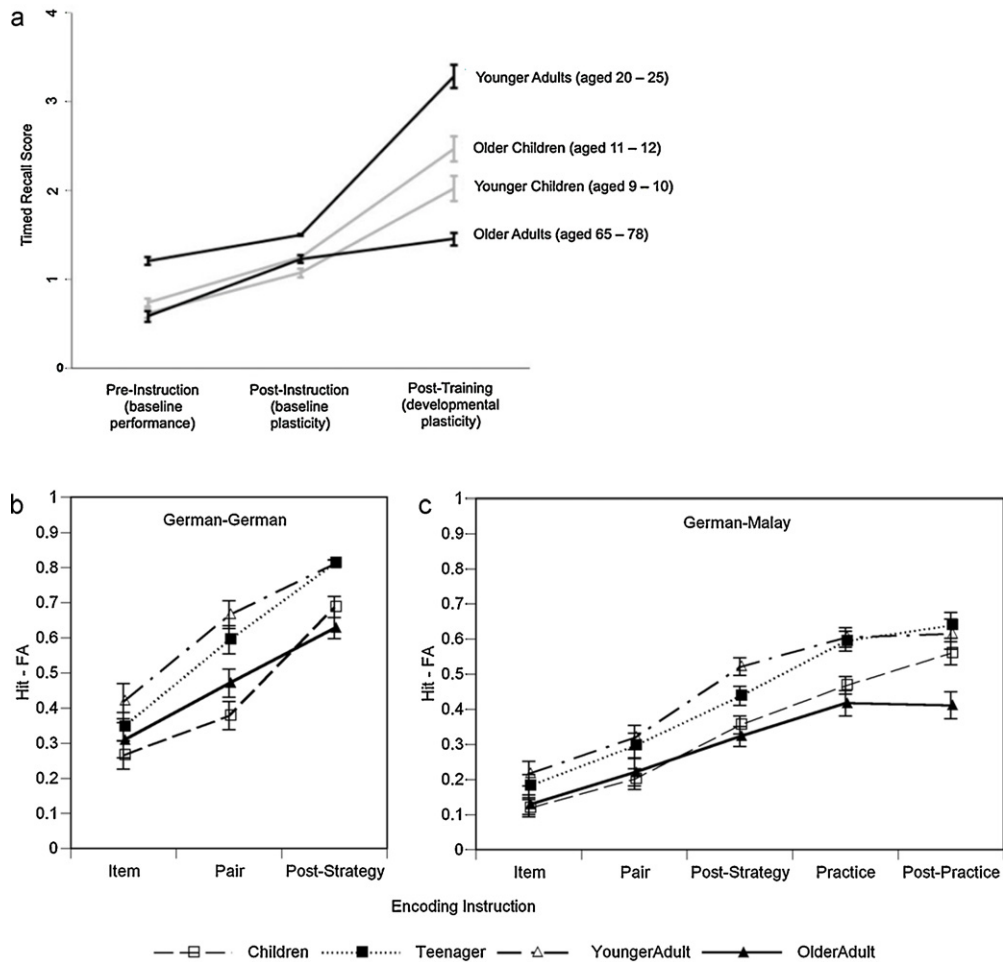 a
4
3
2
1
0
Timed Recall Score
Younger Adults (aged 20 – 25)
Older Children (aged 11 – 12)
Younger Children (aged 9 – 10)
Older Adults (aged 65 – 78)
Pre-Instruction
(baseline
performance)
Post-Instruction
(baseline
plasticity)
Post-Training
(developmental
plasticity)
b
German-German
1
0.9
0.8
0.7
0.6
0.5
0.4
0.3
0.2
0.1
0
Hit - FA
Item
Pair
Post-Strategy
c
German-Malay
1
0.9
0.8
0.7
0.6
0.5
0.4
0.3
0.2
0.1
0
Hit - FA
Item
Pair
Post-Strategy
Practice
Post-Practice
Encoding Instruction
Children
Teenager
YoungerAdult
OlderAdult